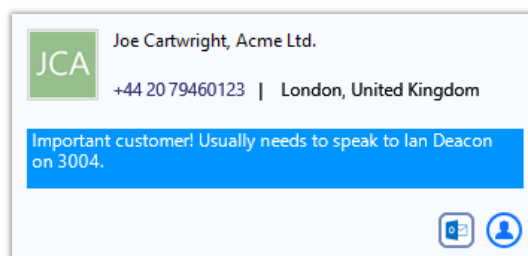 JCA
Joe Cartwright, Acme Ltd.
+44 20 79460123 | London, United Kingdom
Important customer! Usually needs to speak to Ian Deacon
on 3004.